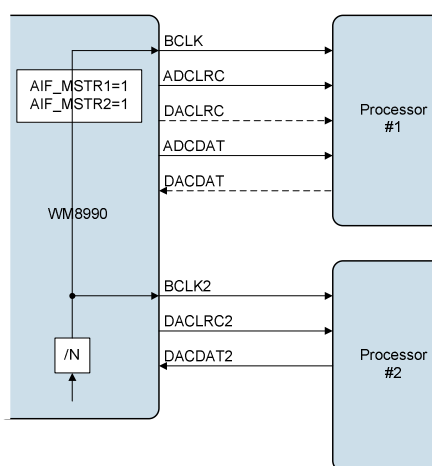 BCLK
AIF_MSTR1=1
AIF_MSTR2=1
ADCLRC
DACLRC
ADCDAT
DACDAT
Processor
#1
WM8990
BCLK2
DACLRC2
DACDAT2
/N
Processor
#2